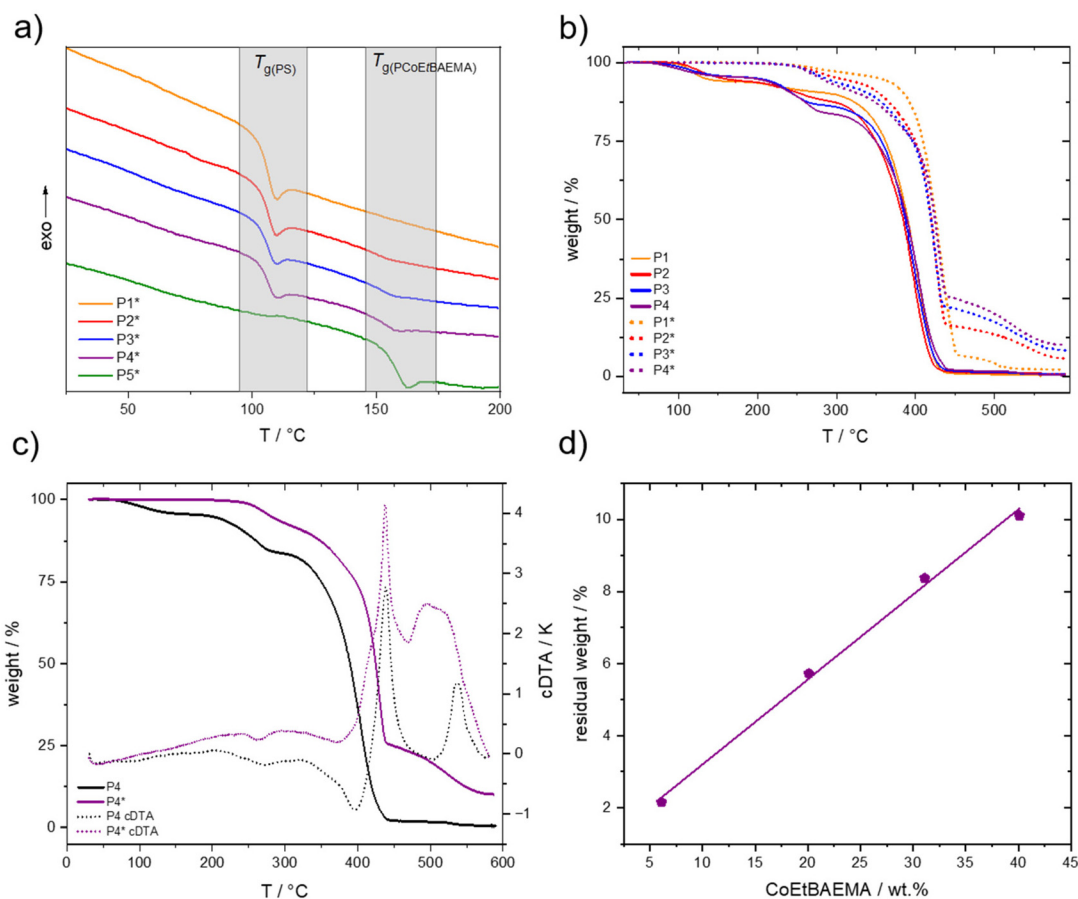 a)
T g(PS)
T g(PCoEtBAEMA)
exo
P1*
P2*
P3*
P4*
P5*
50
100
150
200
T / °C
b)
100
75
50
25
0
weight / %
P1
P2
P3
P4
P1*
P2*
P3*
P4*
100
200
300
400
500
T / °C
c)
100
75
50
25
0
weight / %
4
3
2
1
0
−1
cDTA / K
P4
P4*
P4 cDTA
P4* cDTA
0
100
200
300
400
500
600
T / °C
d)
10
8
6
4
2
residual weight / %
5
10
15
20
25
30
35
40
45
CoEtBAEMA / wt.%